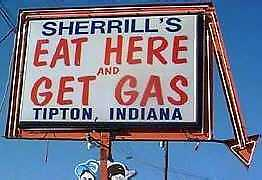 SHERRILL'S
EAT HERE
AND
GET GAS
TIPTON, INDIANA